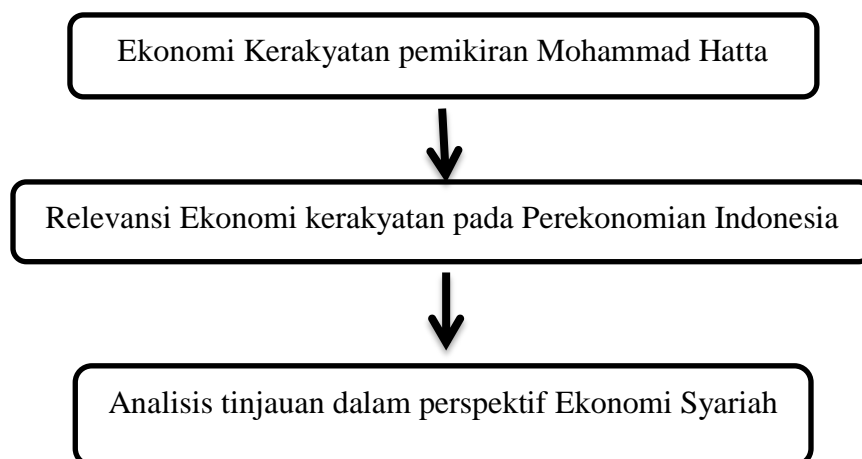 Ekonomi Kerakyatan pemikiran Mohammad Hatta
Relevansi Ekonomi kerakyatan pada Perekonomian Indonesia
Analisis tinjauan dalam perspektif Ekonomi Syariah